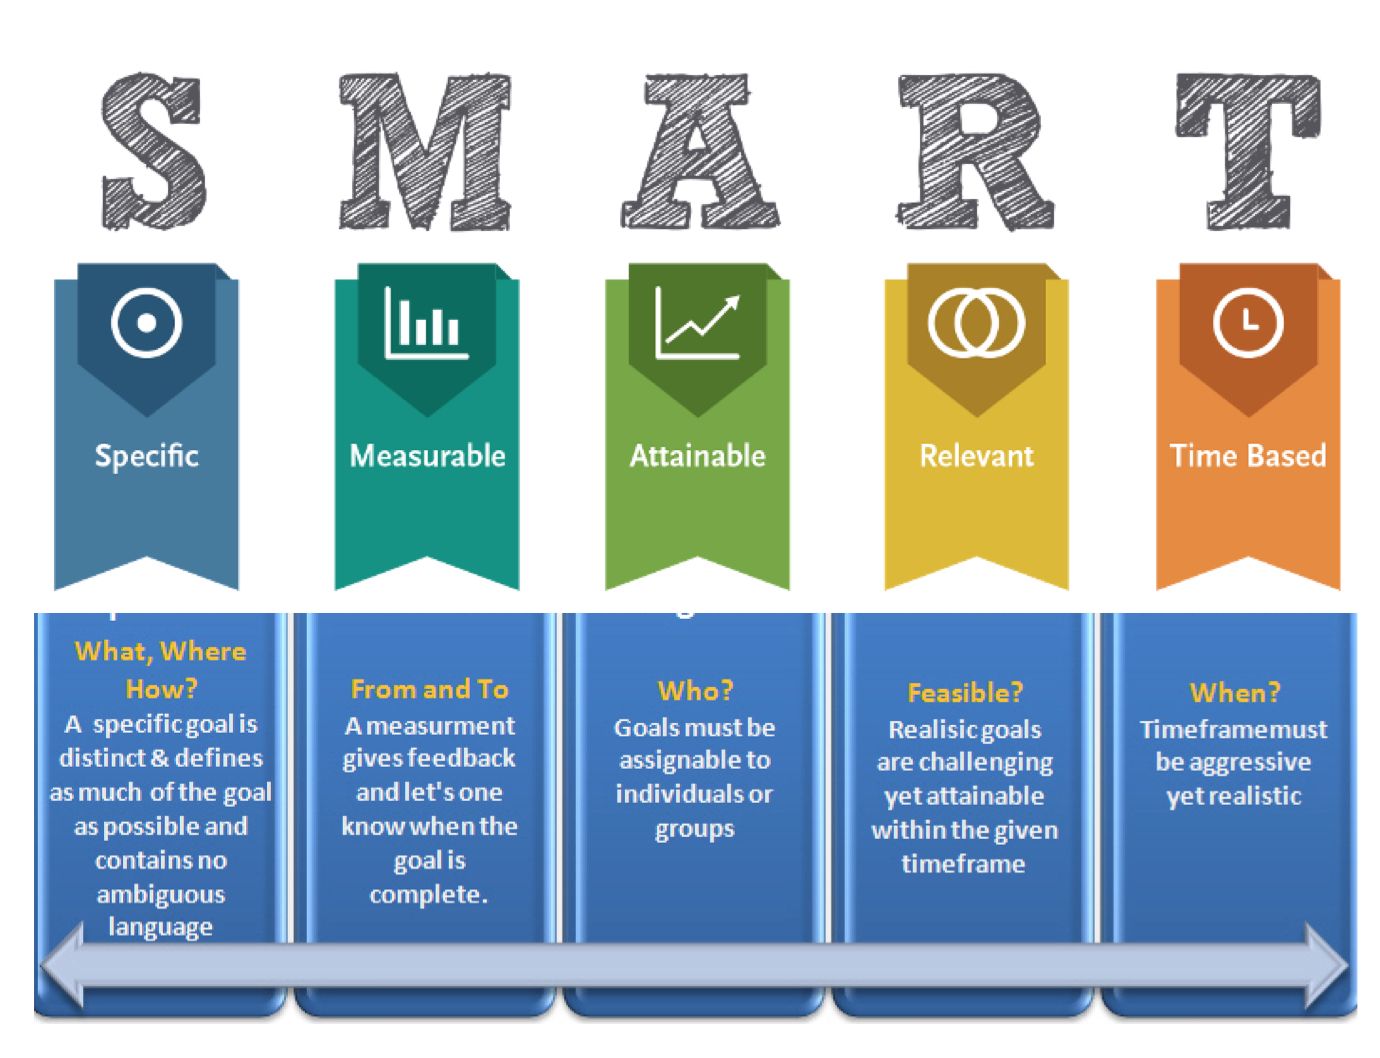 S M A R T
Specific
Measurable
Attainable
Relevant
Time Based
What, Where
How?
A specific goal is
distinct & defines
as much of the goal
as possible and
contains no
ambiguous
language
From and To
A measurment
gives feedback
and let's one
know when the
goal is
complete.
Who?
Goals must be
assignable to
individuals or
groups
Feasible?
Realisic goals
are challenging
yet attainable
within the given
timeframe
When?
Timeframemust
be aggressive
yet realistic